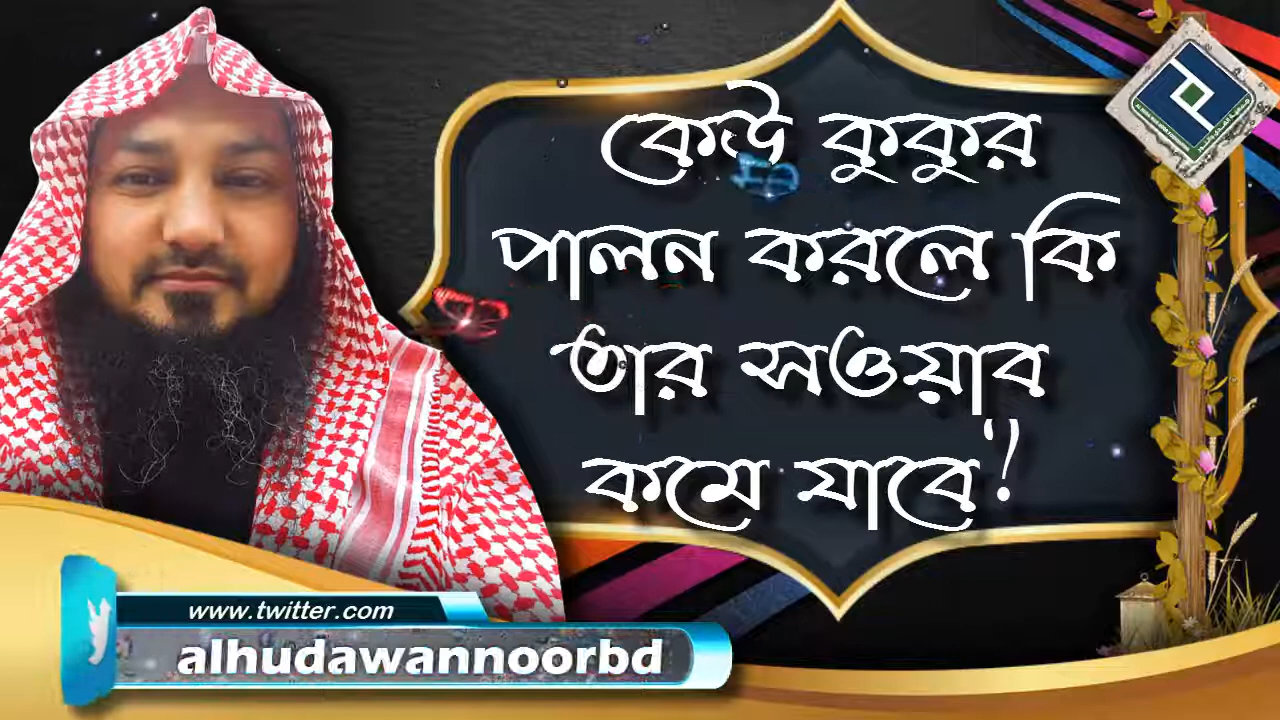 কেউ কুকুর
পালন করলে কি
তার সওয়াব
কমে যাবে?
www.twitter.com
alhudawannoorbd